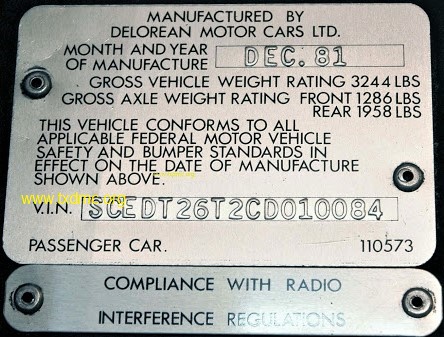 MANUFACTURED BY
DELOREAN MOTOR CARS LTD.
MONTH AND YEAR
OF MANUFACTURE DEC. 81
GROSS VEHICLE WEIGHT RATING 3244 LBS
GROSS AXLE WEIGHT RATING FRONT 1286 LBS
REAR 1958 LBS
THIS VEHICLE CONFORMS TO ALL
APPLICABLE FEDERAL MOTOR VEHICLE
SAFETY AND BUMPER STANDARDS IN
EFFECT ON THE DATE OF MANUFACTURE
SHOWN ABOVE.
V.I.N. SCEDT26T2CD010084
PASSENGER CAR. 110573
COMPLIANCE WITH RADIO
INTERFERENCE REGULATIONS